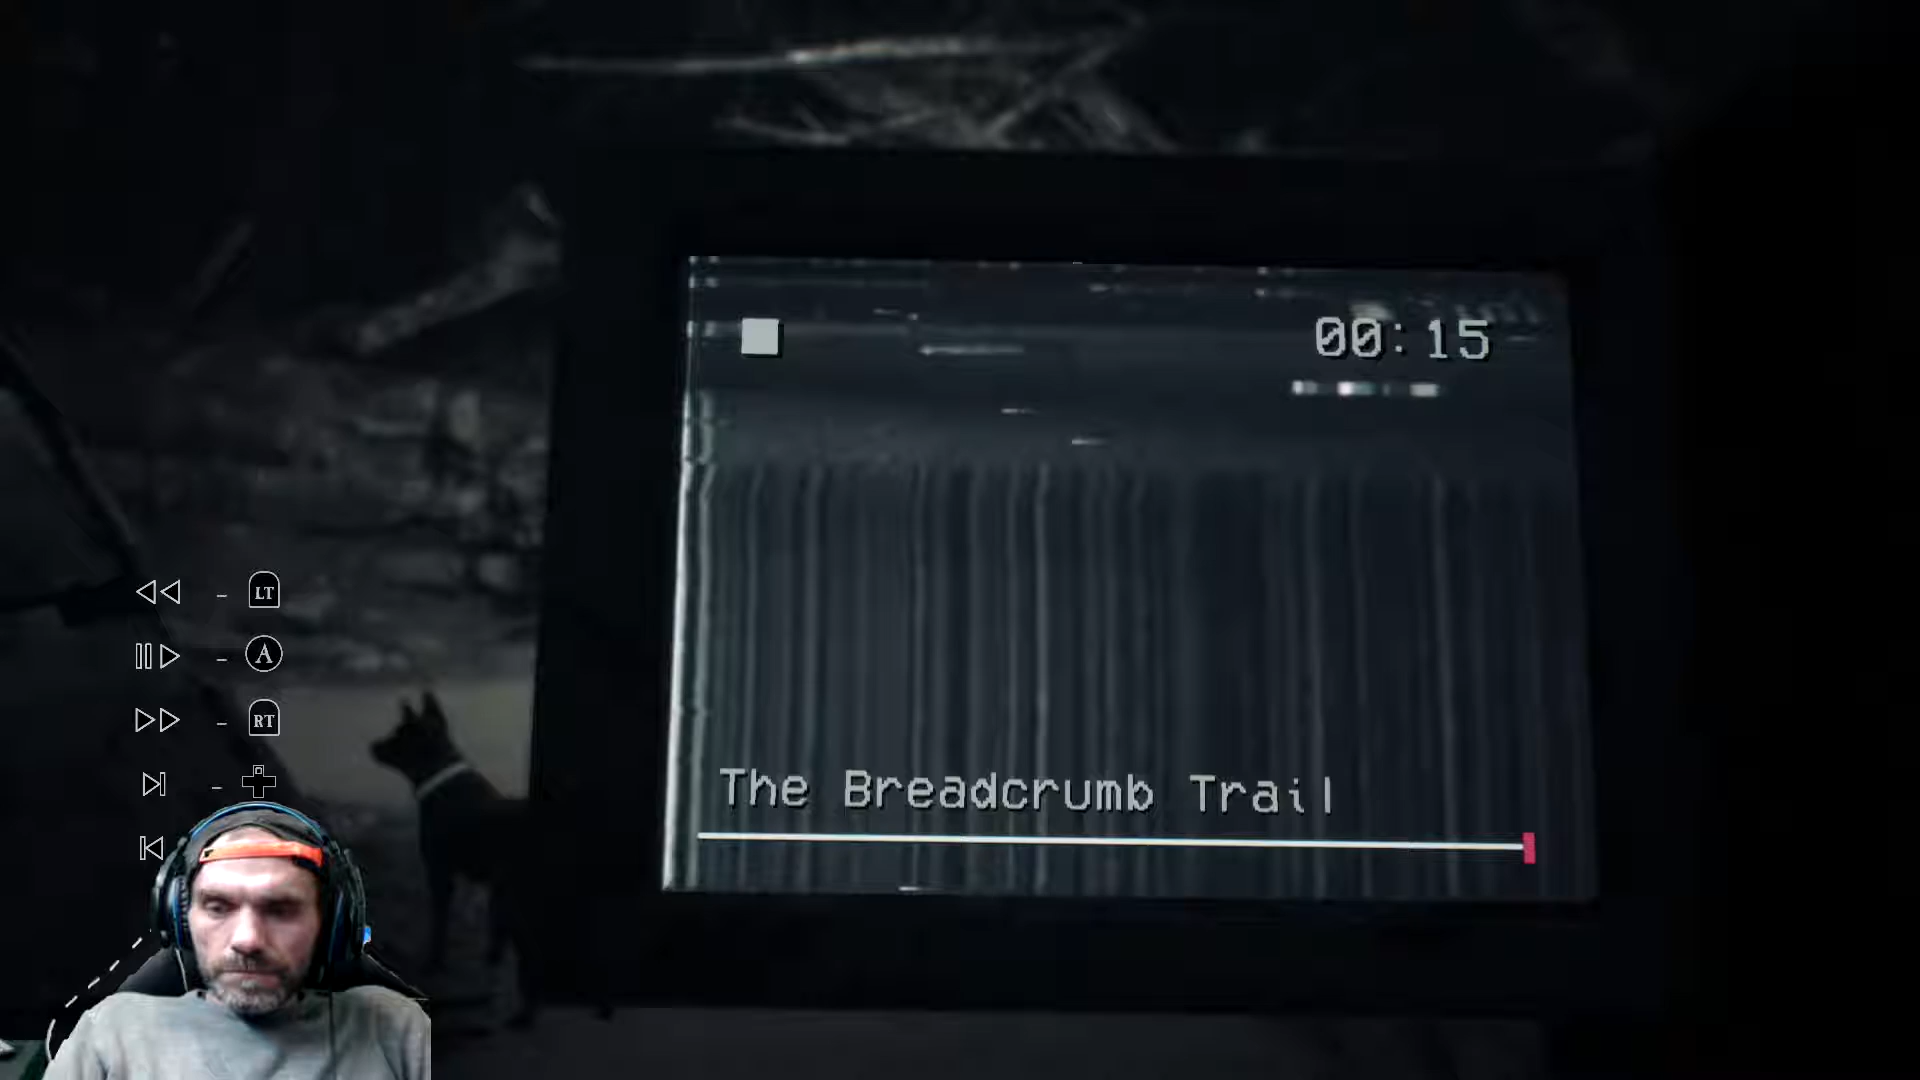 00:15
- LT
- A
- RT
-
The Breadcrumb Trail